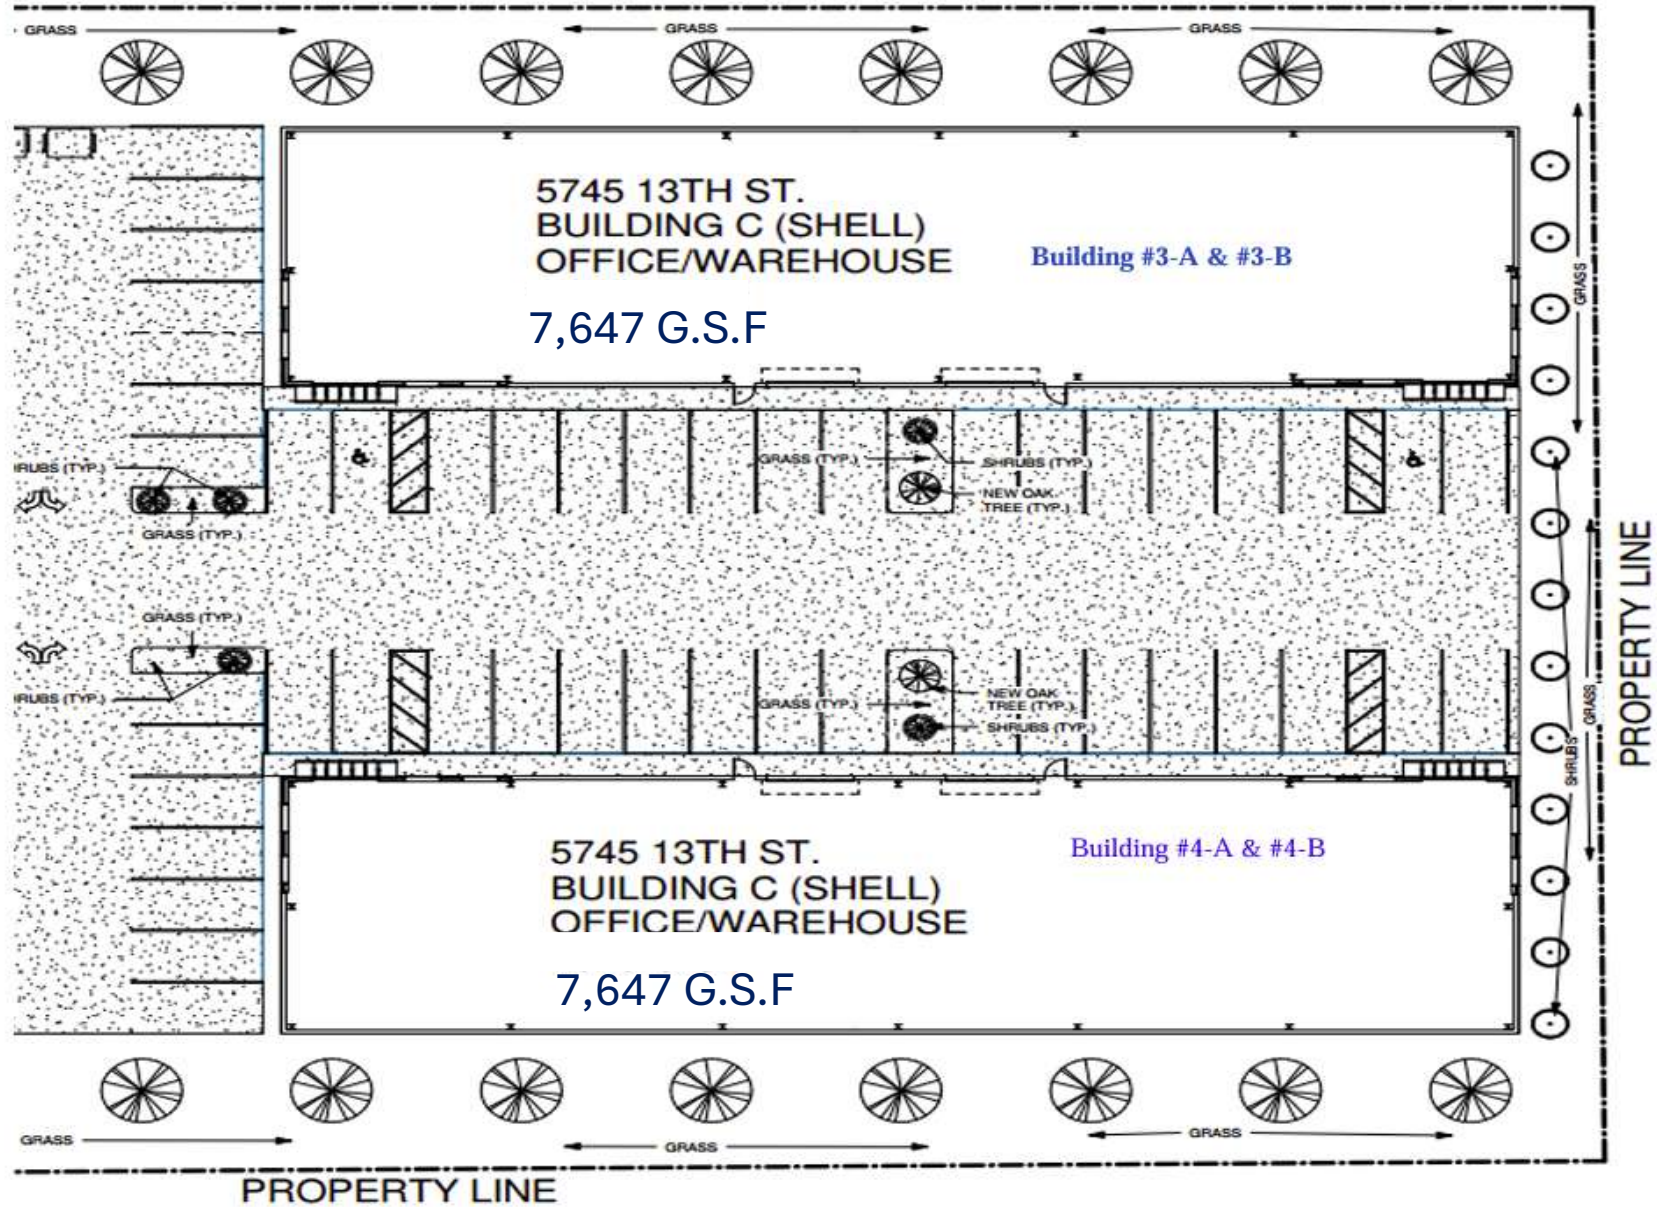 GRASS
GRASS
GRASS
5745 13TH ST.
BUILDING C (SHELL)
OFFICE/WAREHOUSE
Building #3-A & #3-B
7,647 G.S.F
GRASS
GRASS (TYP.)
SHRUBS (TYP.)
NEW OAK
TREE (TYP.)
HRUBS (TYP.)
GRASS (TYP.)
GRASS (TYP.)
HRUBS (TYP.)
GRASS (TYP.)
NEW OAK
TREE (TYP.)
SHRUBS (TYP.)
GRASS
SHRUBS
PROPERTY LINE
5745 13TH ST.
BUILDING C (SHELL)
OFFICE/WAREHOUSE
Building #4-A & #4-B
7,647 G.S.F
GRASS
GRASS
GRASS
PROPERTY LINE